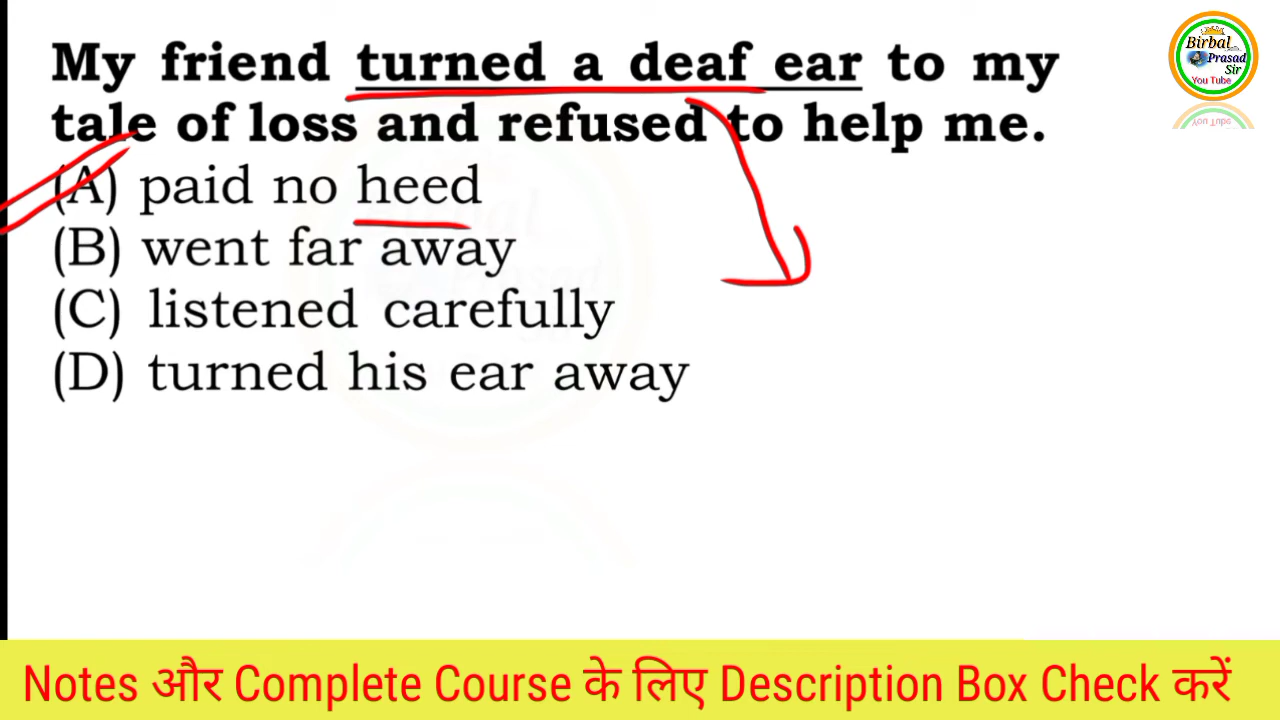 Birbal
Prasad
Sir
You Tube
My friend turned a deaf ear to my
tale of loss and refused to help me.
(A) paid no heed
(B) went far away
(C) listened carefully
(D) turned his ear away
Notes और Complete Course के लिए Description Box Check करें